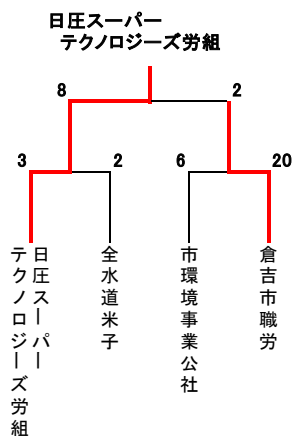 日圧スーパー
テクノロジーズ労組
8
2
3
2
6
20
日圧スーパー
テクノロジーズ労組
全水道米子
市環境事業公社
倉吉市職労